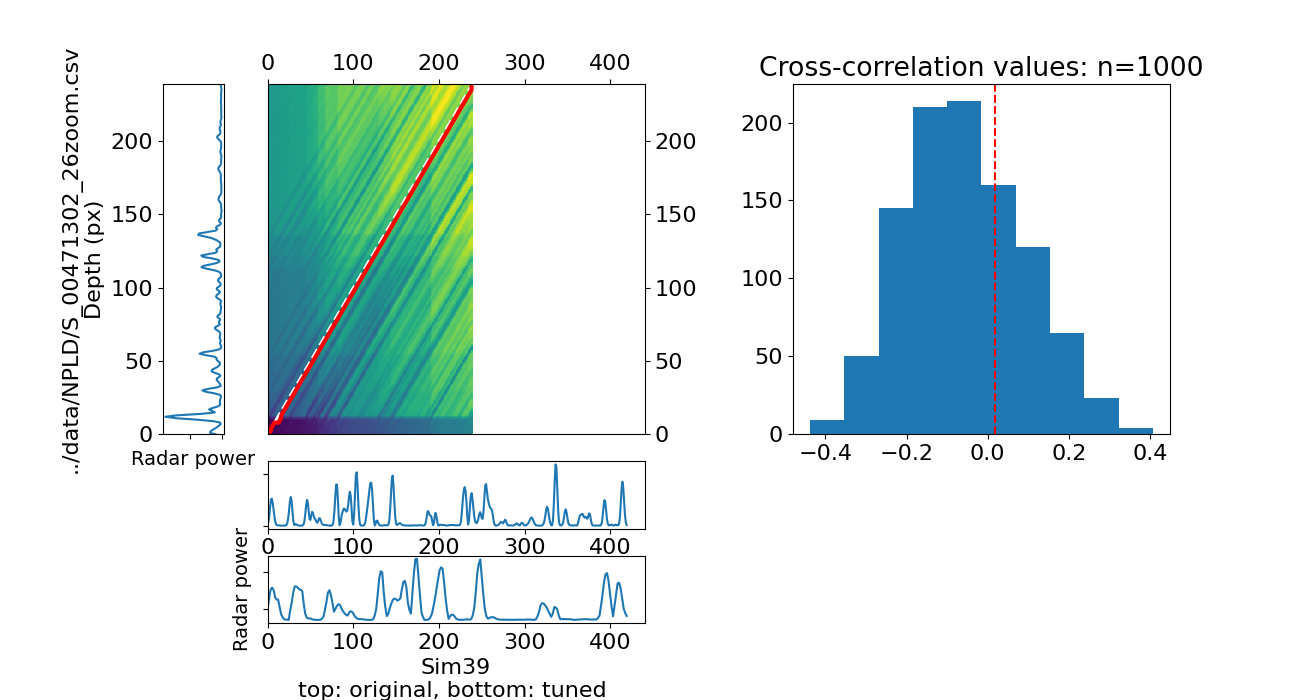 ../data/NPLD/S_00471302_26zoom.csv
Depth (px)
0 100 200 300 400
200
150
100
50
0
200
150
100
50
0
Radar power
0 100 200 300 400
Radar power
0 100 200 300 400
Sim39
top: original, bottom: tuned
Cross-correlation values: n=1000
200
150
100
50
0
−0.4 −0.2 0.0 0.2 0.4